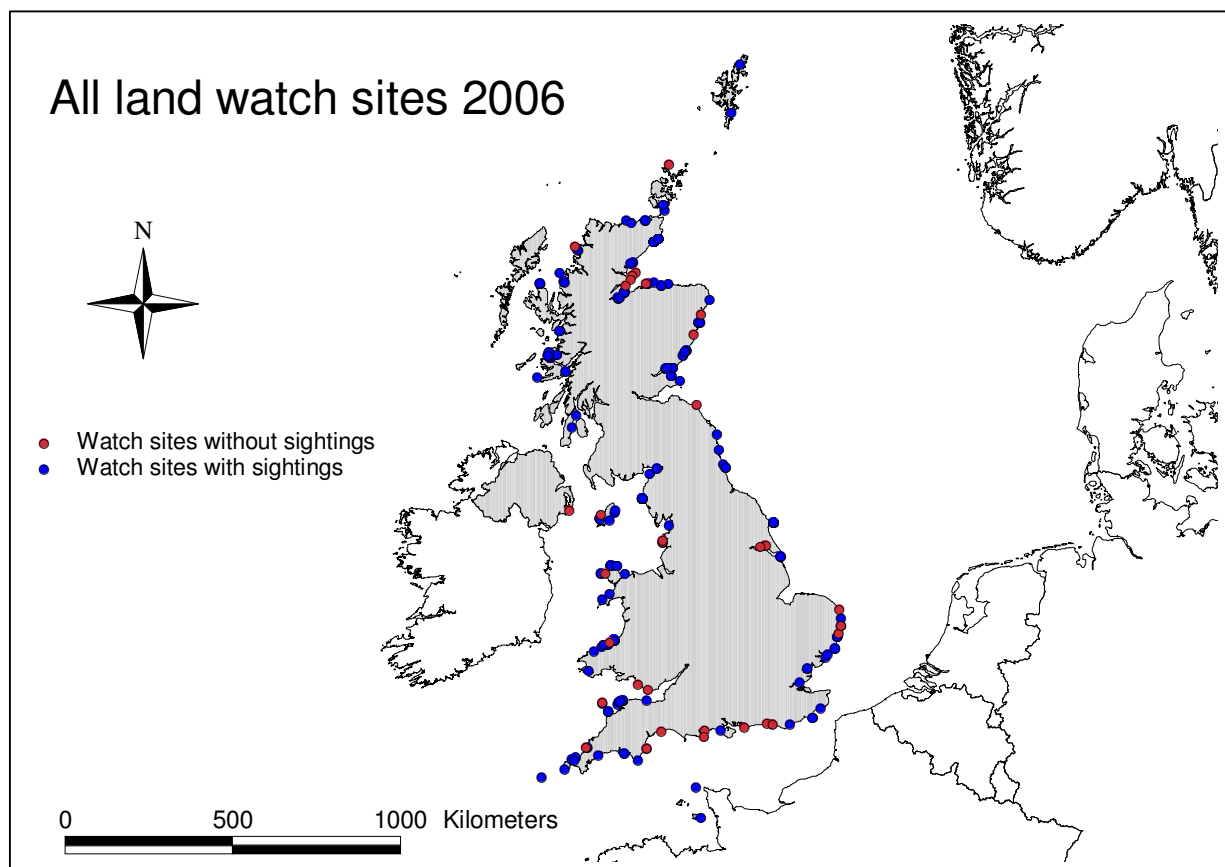 All land watch sites 2006
N
Watch sites without sightings
Watch sites with sightings
0 500 1000 Kilometers